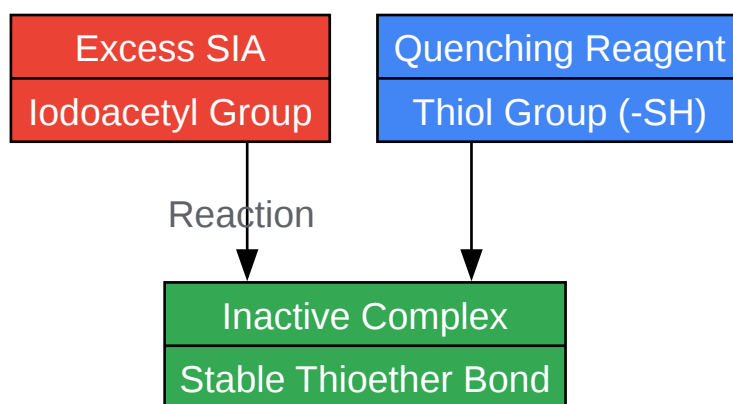 Excess SIA
Iodoacetyl Group
Quenching Reagent
Thiol Group (-SH)
Reaction
Inactive Complex
Stable Thioether Bond